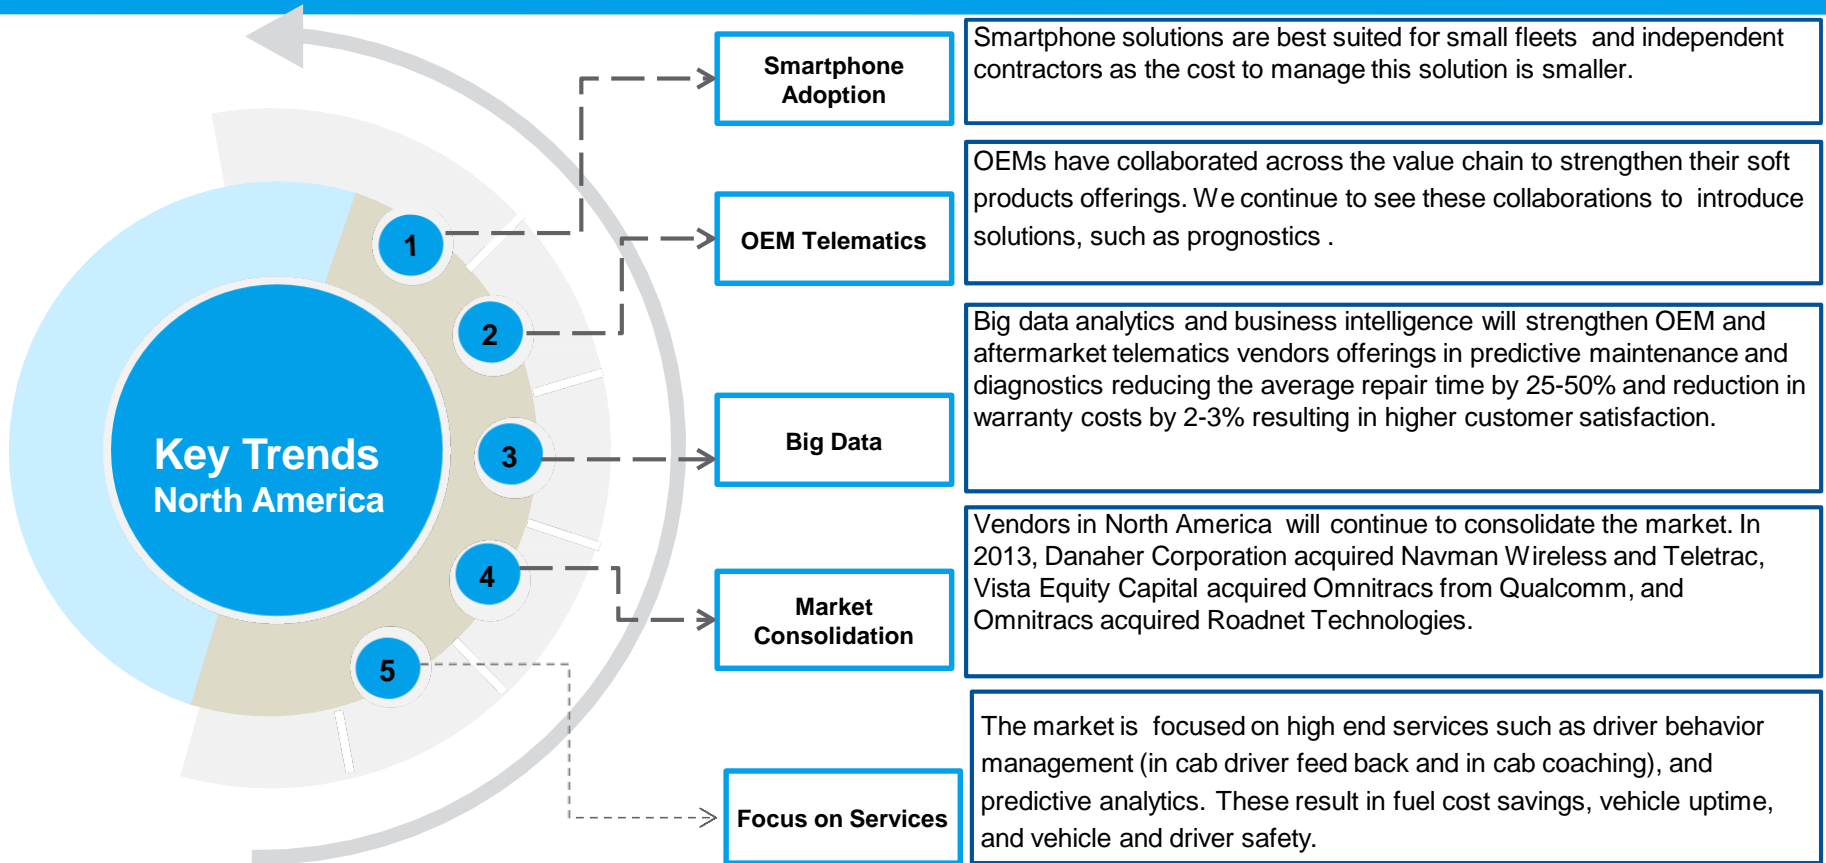 Key Trends
North America
1
Smartphone
Adoption
Smartphone solutions are best suited for small fleets and independent
contractors as the cost to manage this solution is smaller.
2
OEM Telematics
OEMs have collaborated across the value chain to strengthen their soft
products offerings. We continue to see these collaborations to introduce
solutions, such as prognostics .
3
Big Data
Big data analytics and business intelligence will strengthen OEM and
aftermarket telematics vendors offerings in predictive maintenance and
diagnostics reducing the average repair time by 25-50% and reduction in
warranty costs by 2-3% resulting in higher customer satisfaction.
4
Market
Consolidation
Vendors in North America will continue to consolidate the market. In
2013, Danaher Corporation acquired Navman Wireless and Teletrac,
Vista Equity Capital acquired Omnitracs from Qualcomm, and
Omnitracs acquired Roadnet Technologies.
5
Focus on Services
The market is focused on high end services such as driver behavior
management (in cab driver feed back and in cab coaching), and
predictive analytics. These result in fuel cost savings, vehicle uptime,
and vehicle and driver safety.